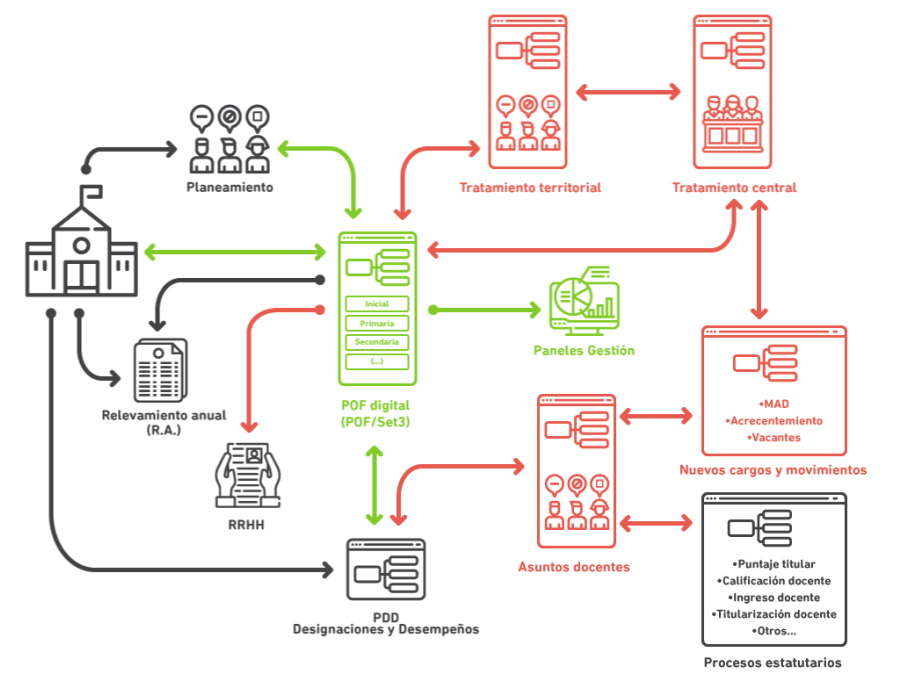 Planeamiento
Tratamiento territorial
Tratamiento central
Inicial
Primaria
Secundaria
(...)
Paneles Gestión
POF digital
(POF/Set3)
Relevamiento anual
(R.A.)
•MAD
•Acrecentemiento
•Vacantes
Nuevos cargos y movimientos
RRHH
Asuntos docentes
•Puntaje titular
•Calificación docente
•Ingreso docente
•Titularización docente
•Otros...
PDD
Designaciones y Desempeños
Procesos estatutarios